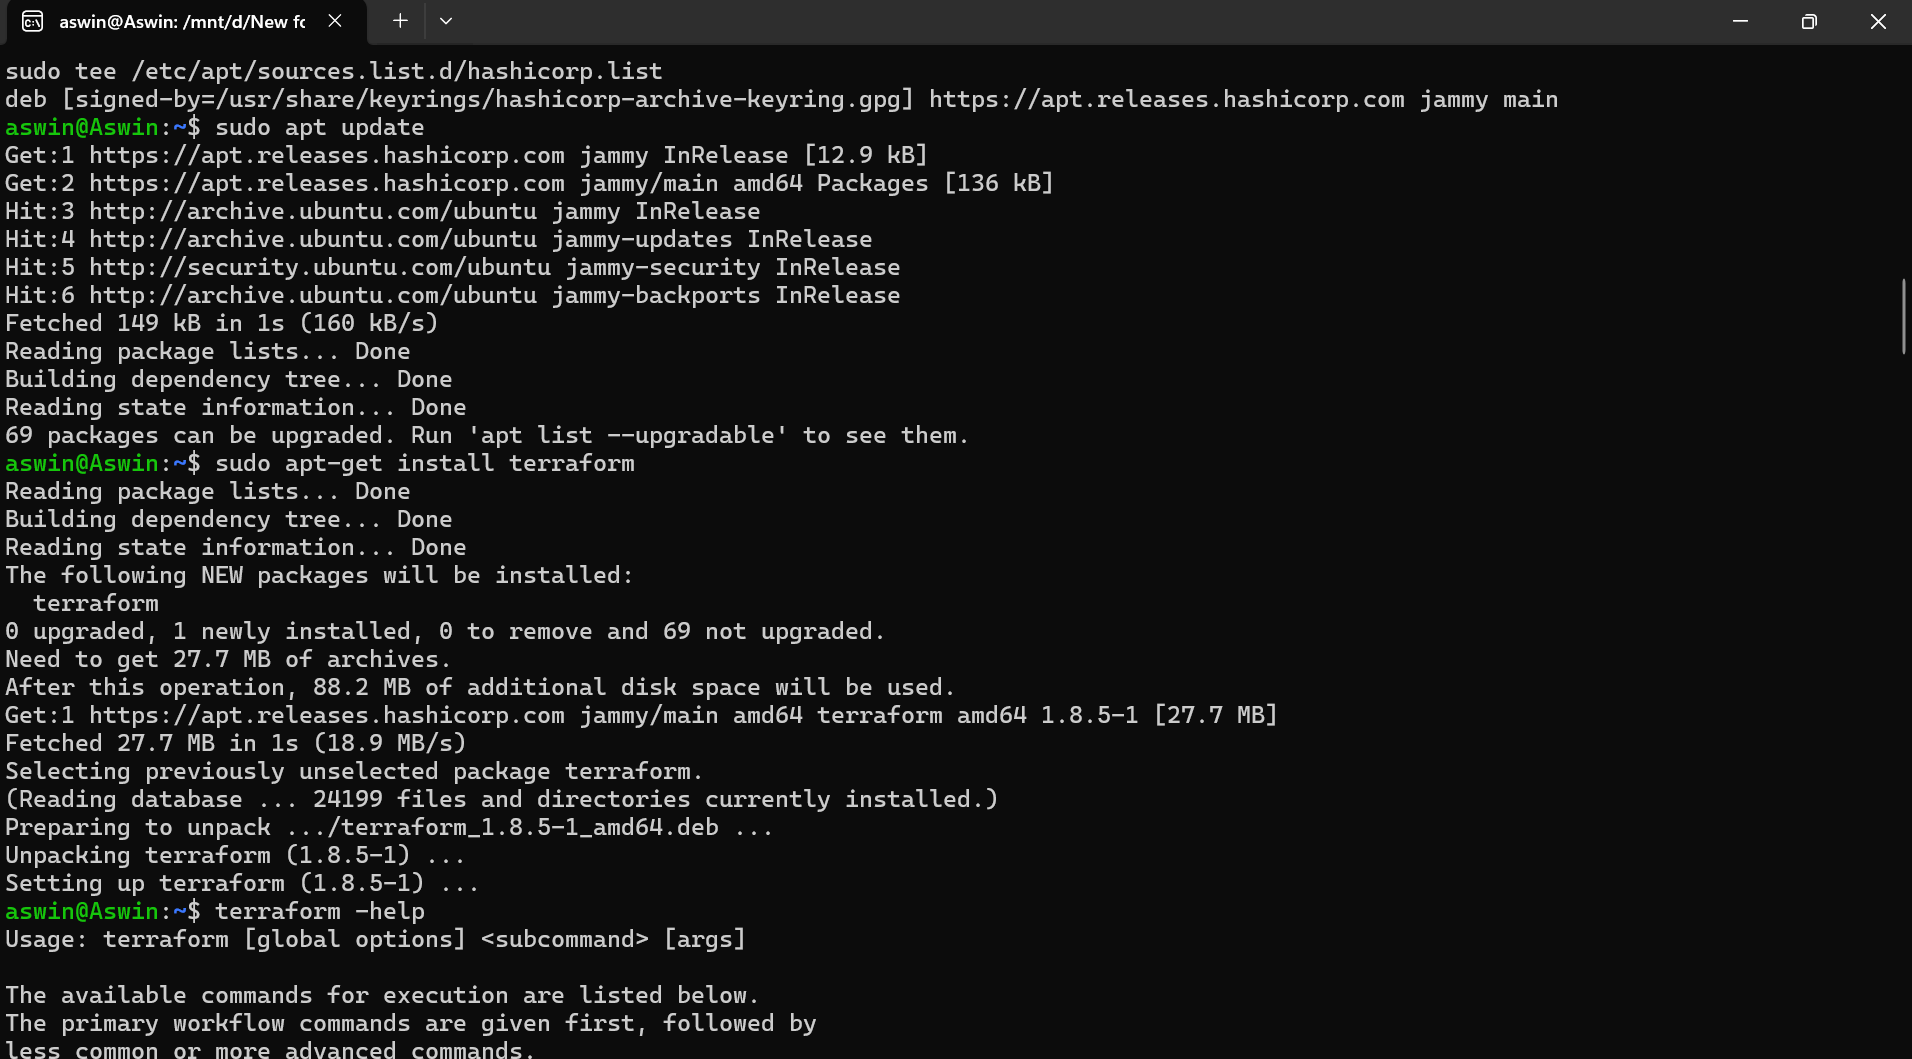 aswin@Aswin: /mnt/d/New fo
sudo tee /etc/apt/sources.list.d/hashicorp.list
deb [signed-by=/usr/share/keyrings/hashicorp-archive-keyring.gpg] https://apt.releases.hashicorp.com jammy main
aswin@Aswin:~$ sudo apt update
Get:1 https://apt.releases.hashicorp.com jammy InRelease [12.9 kB]
Get:2 https://apt.releases.hashicorp.com jammy/main amd64 Packages [136 kB]
Hit:3 http://archive.ubuntu.com/ubuntu jammy InRelease
Hit:4 http://archive.ubuntu.com/ubuntu jammy-updates InRelease
Hit:5 http://security.ubuntu.com/ubuntu jammy-security InRelease
Hit:6 http://archive.ubuntu.com/ubuntu jammy-backports InRelease
Fetched 149 kB in 1s (160 kB/s)
Reading package lists... Done
Building dependency tree... Done
Reading state information... Done
69 packages can be upgraded. Run 'apt list --upgradable' to see them.
aswin@Aswin:~$ sudo apt-get install terraform
Reading package lists... Done
Building dependency tree... Done
Reading state information... Done
The following NEW packages will be installed:
  terraform
0 upgraded, 1 newly installed, 0 to remove and 69 not upgraded.
Need to get 27.7 MB of archives.
After this operation, 88.2 MB of additional disk space will be used.
Get:1 https://apt.releases.hashicorp.com jammy/main amd64 terraform amd64 1.8.5-1 [27.7 MB]
Fetched 27.7 MB in 1s (18.9 MB/s)
Selecting previously unselected package terraform.
(Reading database ... 24199 files and directories currently installed.)
Preparing to unpack .../terraform_1.8.5-1_amd64.deb ...
Unpacking terraform (1.8.5-1) ...
Setting up terraform (1.8.5-1) ...
aswin@Aswin:~$ terraform -help
Usage: terraform [global options] <subcommand> [args]

The available commands for execution are listed below.
The primary workflow commands are given first, followed by
less common or more advanced commands.